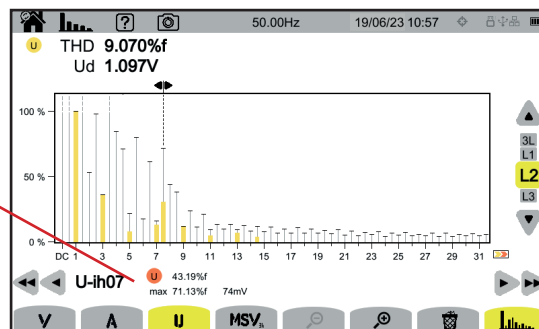 ? 50.00Hz 19/06/23 10:57
U THD 9.070%f
Ud 1.097V
100 %
50 %
0 %
DC 1 3 5 7 9 11 13 15 17 19 21 23 25 27 29 31
3L
L1
L2
L3
U-ih07 U 43.19%f
max 71.13%f 74mV
V A U MSV